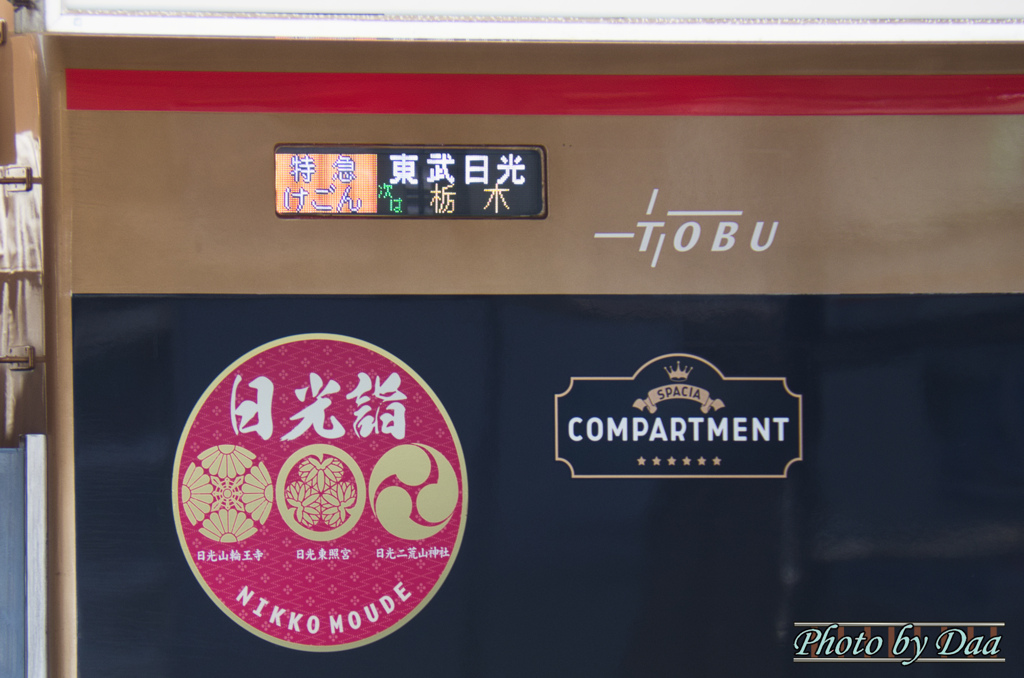 特急 東武日光
けごん 次は 栃木
TOBU
日光詣
日光山輪王寺 日光東照宮 日光二荒山神社
NIKKO MOUDE
SPACIA
COMPARTMENT
Photo by Daa